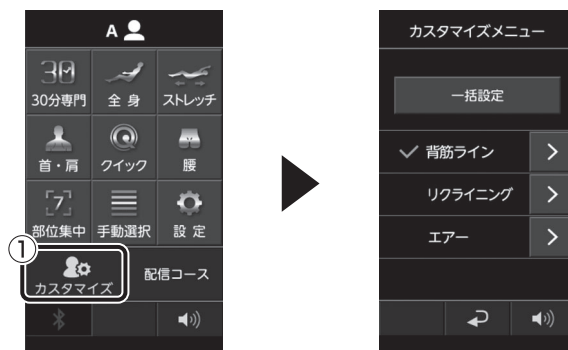 A
30
30分専門 全身 ストレッチ
首・肩 クイック 腰
7
部位集中 手動選択 設定
①
カスタマイズ 配信コース
カスタマイズメニュー
一括設定
背筋ライン
リクライニング
エアー